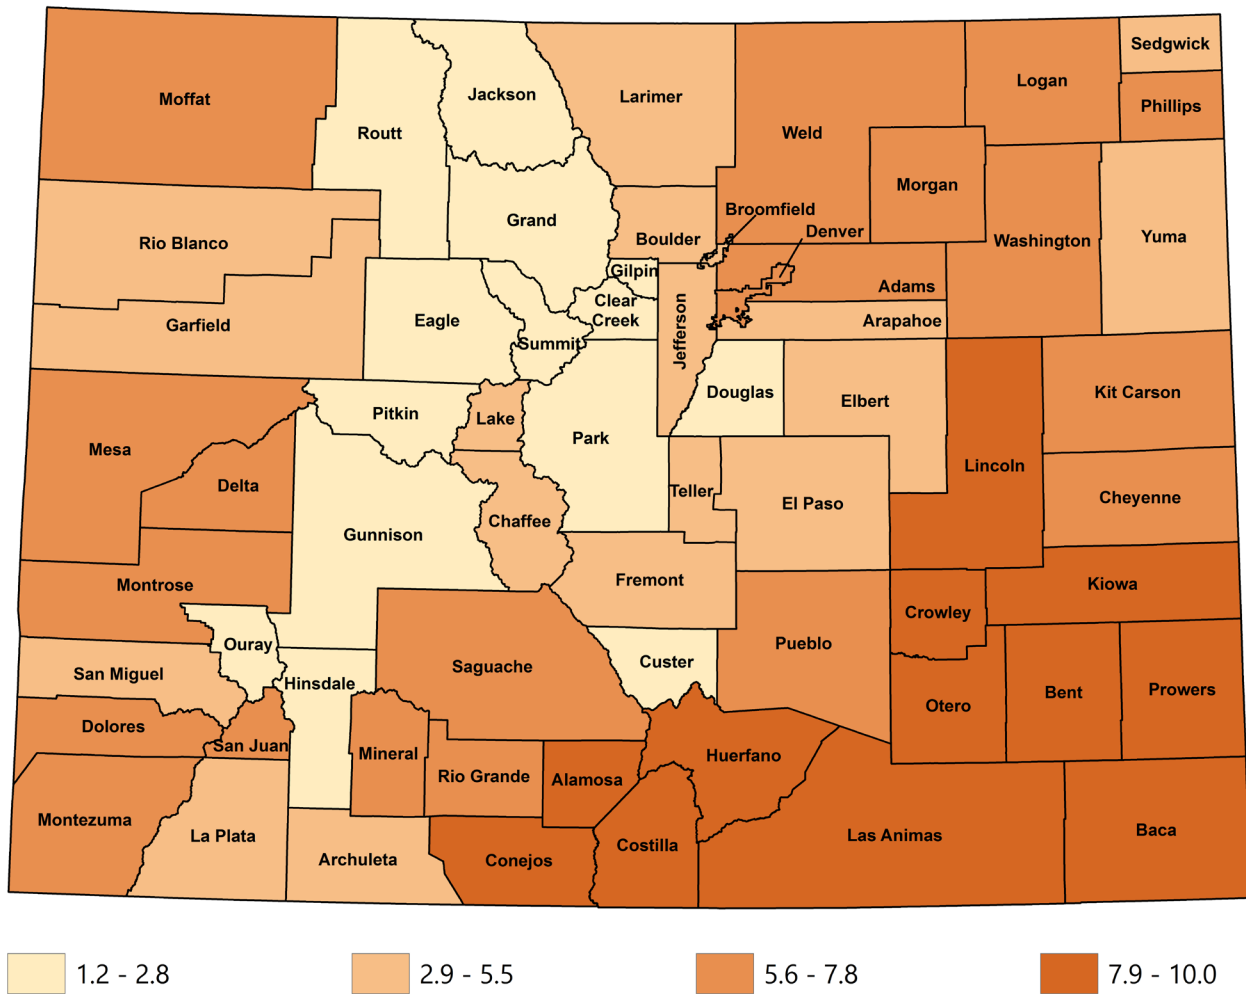 Sedgwick
Logan
Moffat
Jackson
Larimer
Phillips
Routt
Weld
Morgan
Broomfield
Grand
Denver
Rio Blanco
Boulder
Washington
Yuma
Gilpin
Adams
Clear
Creek
Garfield
Eagle
Arapahoe
Jefferson
Summit
Douglas
Kit Carson
Elbert
Pitkin
Lake
Park
Mesa
Lincoln
Delta
Teller
Cheyenne
El Paso
Chaffee
Gunnison
Fremont
Montrose
Kiowa
Crowley
Ouray
Pueblo
Custer
Saguache
San Miguel
Hinsdale
Bent
Prowers
Otero
Dolores
San Juan
Mineral
Huerfano
Rio Grande
Alamosa
Montezuma
La Plata
Las Animas
Baca
Costilla
Archuleta
Conejos
1.2 - 2.8
2.9 - 5.5
5.6 - 7.8
7.9 - 10.0